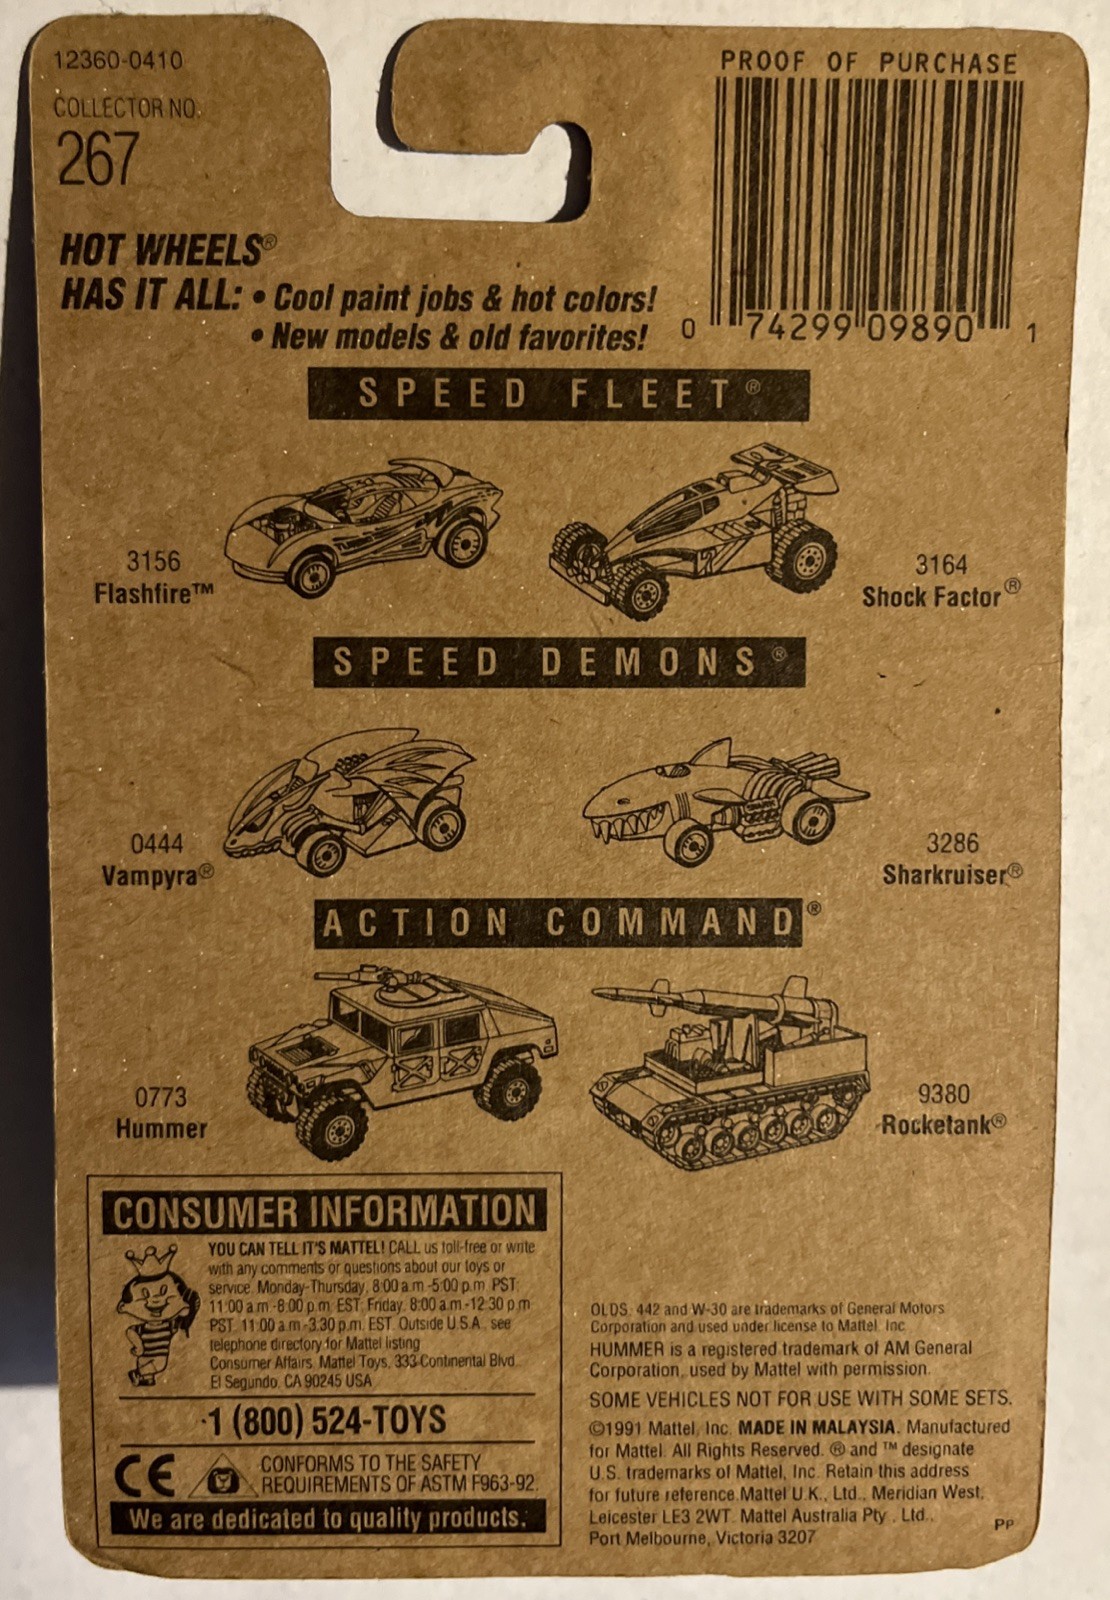 12360-0410
COLLECTOR NO.
267
PROOF OF PURCHASE
0 74299 09890 1
HOT WHEELS®
HAS IT ALL: • Cool paint jobs & hot colors!
• New models & old favorites!
SPEED FLEET®
3156
Flashfire™
3164
Shock Factor®
SPEED DEMONS®
0444
Vampyra®
3286
Sharkruiser®
ACTION COMMAND®
0773
Hummer
9380
Rocketank®
CONSUMER INFORMATION
YOU CAN TELL IT'S MATTEL! CALL us toll-free or write
with any comments or questions about our toys or
service. Monday-Thursday, 8:00 a.m.-5:00 p.m. PST.
11:00 a.m.-8:00 p.m. EST. Friday, 8:00 a.m.-12:30 p.m.
PST. 11:00 a.m.-3:30 p.m. EST. Outside U.S.A., see
telephone directory for Mattel listing.
Consumer Affairs, Mattel Toys, 333 Continental Blvd.
El Segundo, CA 90245 USA
1 (800) 524-TOYS
CE
CONFORMS TO THE SAFETY
REQUIREMENTS OF ASTM F963-92.
We are dedicated to quality products.
OLDS, 442 and W-30 are trademarks of General Motors
Corporation and used under license to Mattel, Inc.
HUMMER is a registered trademark of AM General
Corporation, used by Mattel with permission.
SOME VEHICLES NOT FOR USE WITH SOME SETS.
©1991 Mattel, Inc. MADE IN MALAYSIA. Manufactured
for Mattel. All Rights Reserved. ® and ™ designate
U.S. trademarks of Mattel, Inc. Retain this address
for future reference. Mattel U.K., Ltd., Meridian West,
Leicester LE3 2WT. Mattel Australia Pty., Ltd.,
Port Melbourne, Victoria 3207
PP